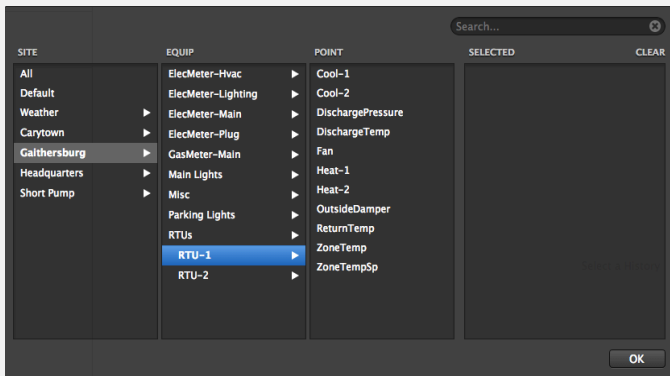 Search...
SITE
EQUIP
POINT
SELECTED
CLEAR
All
Default
Weather
Carytown
Gaithersburg
Headquarters
Short Pump
ElecMeter-Hvac
ElecMeter-Lighting
ElecMeter-Main
ElecMeter-Plug
GasMeter-Main
Main Lights
Misc
Parking Lights
RTUs
RTU-1
RTU-2
Cool-1
Cool-2
DischargePressure
DischargeTemp
Fan
Heat-1
Heat-2
OutsideDamper
ReturnTemp
ZoneTemp
ZoneTempSp
OK